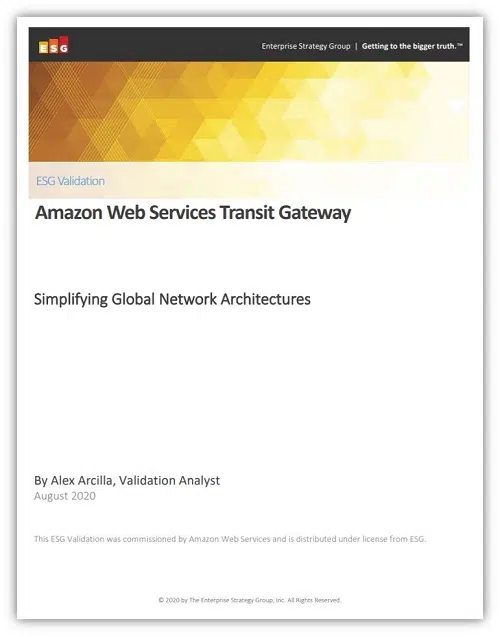 ESG
Enterprise Strategy Group | Getting to the bigger truth.™
ESG Validation
Amazon Web Services Transit Gateway
Simplifying Global Network Architectures
By Alex Arcilla, Validation Analyst
August 2020
This ESG Validation was commissioned by Amazon Web Services and is distributed under license from ESG.
© 2020 by The Enterprise Strategy Group, Inc. All Rights Reserved.